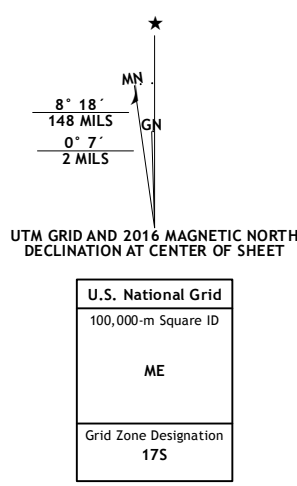 ★
MN
8° 18´
148 MILS
GN
0° 7´
2 MILS
UTM GRID AND 2016 MAGNETIC NORTH
DECLINATION AT CENTER OF SHEET
U.S. National Grid
100,000-m Square ID
ME
Grid Zone Designation
17S